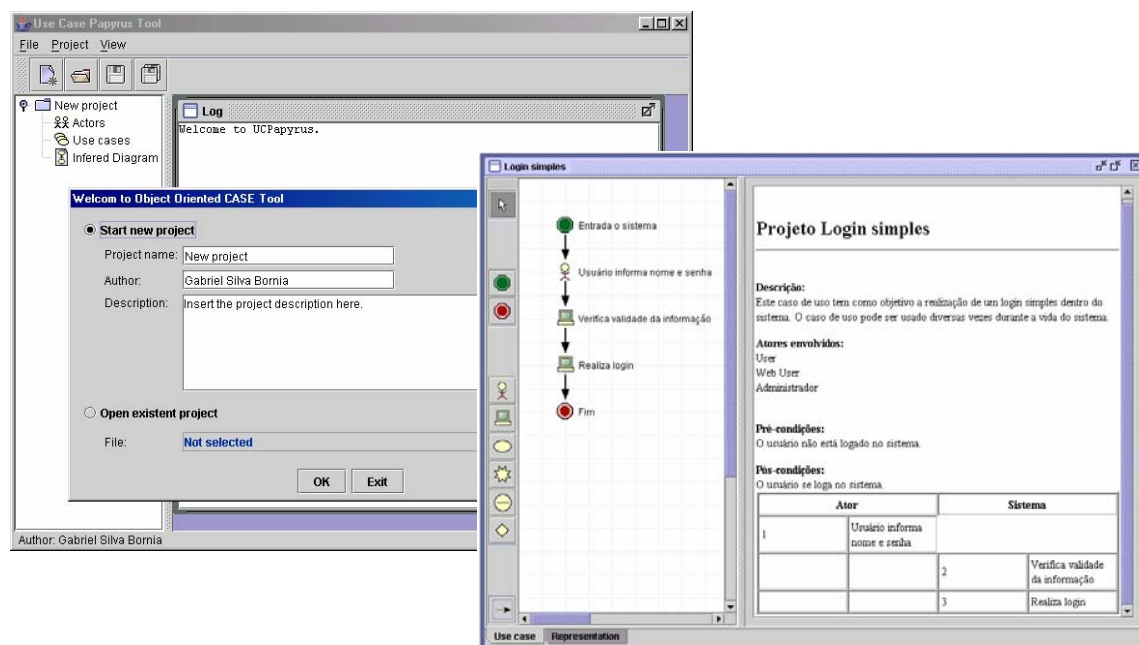 Use Case Papyrus Tool
File Project View
New project
Actors
Use cases
Infered Diagram
Log
Welcome to UCPapyrus.
Welcom to Object Oriented CASE Tool
Start new project
Project name: New project
Author: Gabriel Silva Bornia
Description: Insert the project description here.
Open existent project
File: Not selected
OK Exit
Author: Gabriel Silva Bornia
Login simples
Entrada o sistema
Usuário informa nome e senha
Verifica validade da informação
Realiza login
Fim
Projeto Login simples
Descrição:
Este caso de uso tem como objetivo a realização de um login simples dentro do
sistema. O caso de uso pode ser usado diversas vezes durante a vida do sistema.
Atores envolvidos:
User
Web User
Administrador
Pré-condições:
O usuário não está logado no sistema.
Pós-condições:
O usuário se loga no sistema.
Ator Sistema
1 Usuário informa
nome e senha
2 Verifica validade
da informação
3 Realiza login
Use case Representation